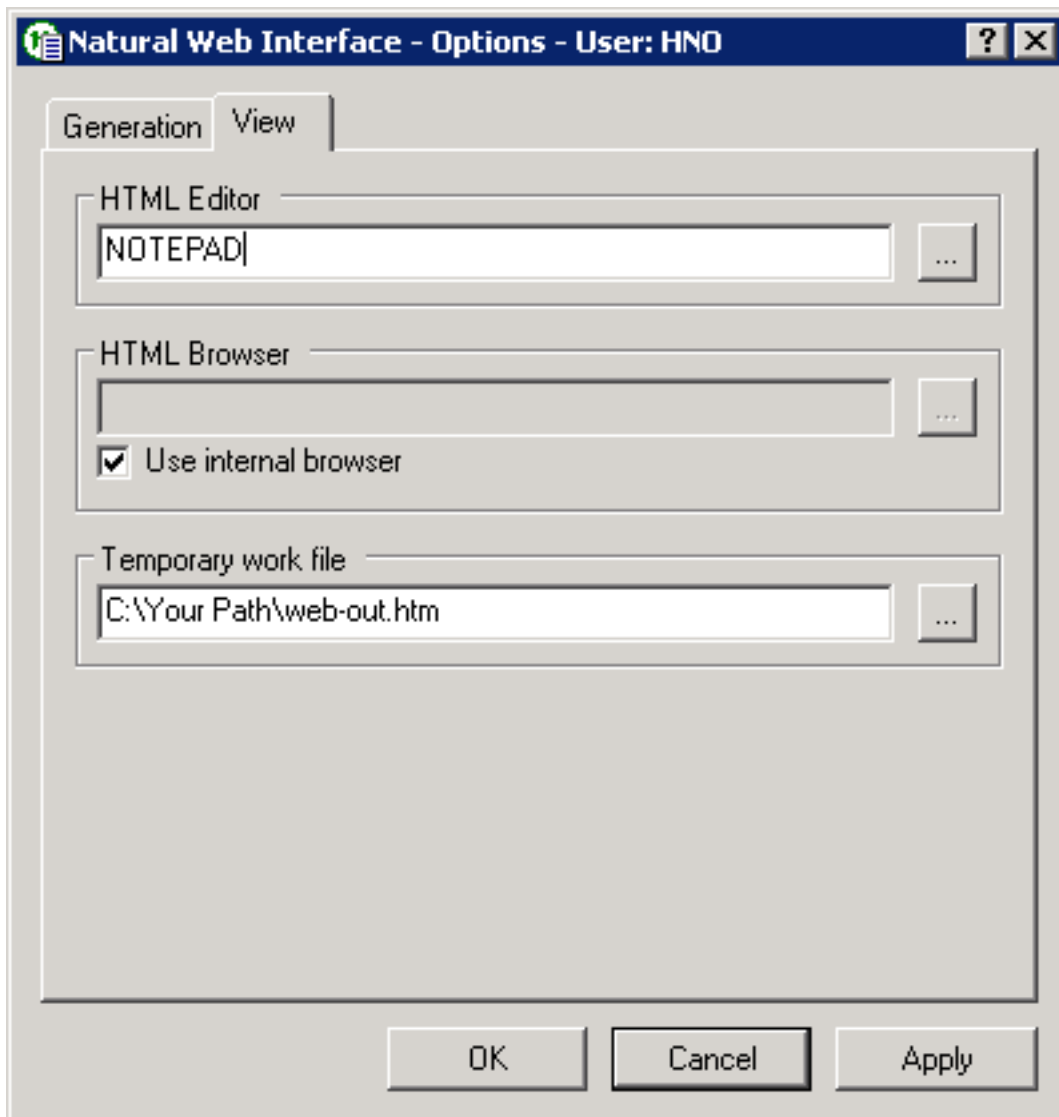 Natural Web Interface - Options - User: HNO
Generation View
HTML Editor
NOTEPAD
...
HTML Browser
...
Use internal browser
Temporary work file
C:\Your Path\web-out.htm
...
OK Cancel Apply